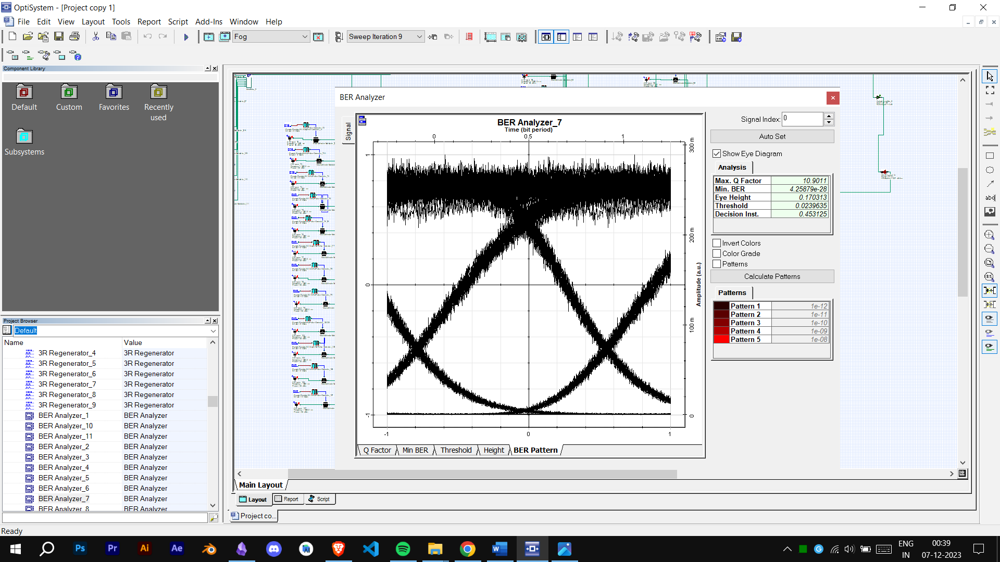 OptiSystem - [Project copy 1]
File Edit View Layout Tools Report Script Add-Ins Window Help
Fog
Sweep Iteration 9
Component Library
Default
Custom
Favorites
Recently used
Subsystems
Project Browser
Default
Name Value
3R Regenerator_4 3R Regenerator
3R Regenerator_5 3R Regenerator
3R Regenerator_6 3R Regenerator
3R Regenerator_7 3R Regenerator
3R Regenerator_8 3R Regenerator
3R Regenerator_9 3R Regenerator
BER Analyzer_1 BER Analyzer
BER Analyzer_10 BER Analyzer
BER Analyzer_11 BER Analyzer
BER Analyzer_2 BER Analyzer
BER Analyzer_3 BER Analyzer
BER Analyzer_4 BER Analyzer
BER Analyzer_5 BER Analyzer
BER Analyzer_6 BER Analyzer
BER Analyzer_7 BER Analyzer
BER Analyzer_8 BER Analyzer
BER Analyzer
Signal
BER Analyzer_7
Time (bit period)
0 0.5 1
1
0
-1
-1 0 1
300 m
200 m
100 m
0
Amplitude (a.u.)
Q Factor Min BER Threshold Height BER Pattern
Signal Index: 0
Auto Set
Show Eye Diagram
Analysis
Max. Q Factor 10.9011
Min. BER 4.25879e-28
Eye Height 0.170313
Threshold 0.0239635
Decision Inst. 0.453125
Invert Colors
Color Grade
Patterns
Calculate Patterns
Patterns
Pattern 1 1e-12
Pattern 2 1e-11
Pattern 3 1e-10
Pattern 4 1e-09
Pattern 5 1e-08
Main Layout
Layout Report Script
Project co...
Ready
Ps Pr Ai Ae
ENG
IN
00:39
07-12-2023